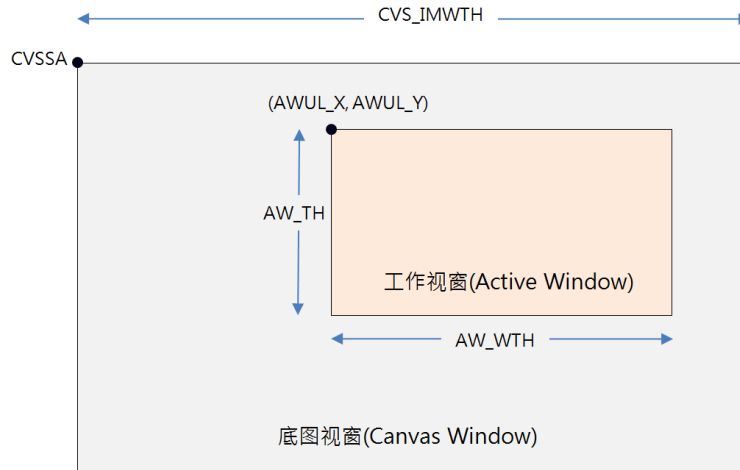 CVS_IMWTH
CVSSA
(AWUL_X, AWUL_Y)
AW_TH
工作视窗(Active Window)
AW_WTH
底图视窗(Canvas Window)